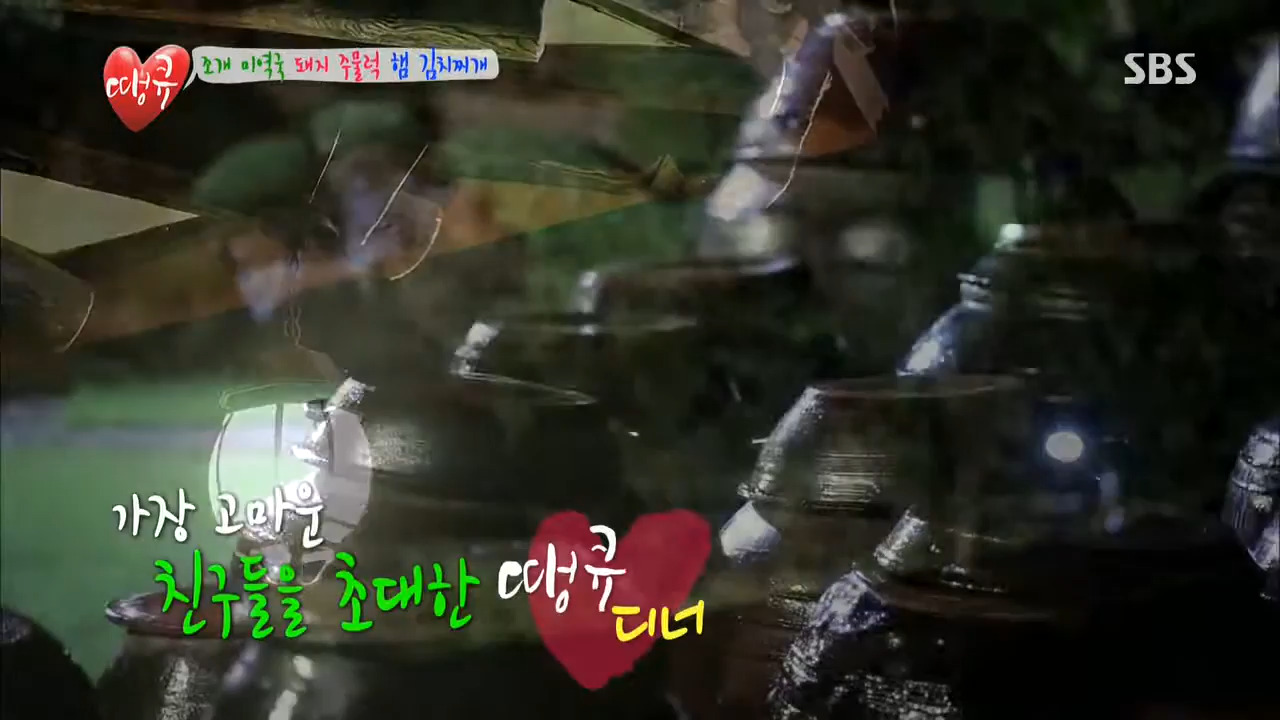 땡큐
조개 미역국 돼지 주물럭 햄 김치찌개
SBS
가장 고마운
친구들을 초대한 땡큐
디너